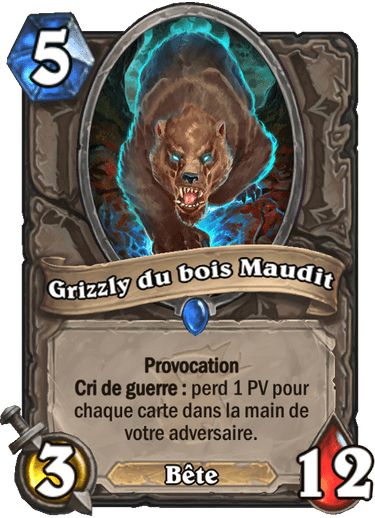 5
Grizzly du bois Maudit
Provocation
Cri de guerre : perd 1 PV pour
chaque carte dans la main de
votre adversaire.
3
Bête
12